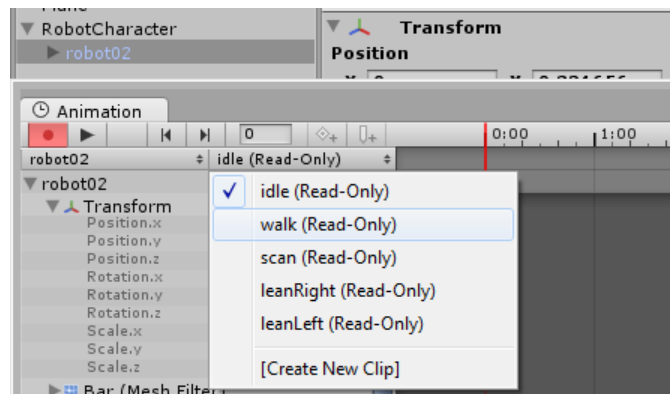 RobotCharacter
robot02
Transform
Position
Animation
0
0:00
1:00
robot02
idle (Read-Only)
robot02
Transform
Position.x
Position.y
Position.z
Rotation.x
Rotation.y
Rotation.z
Scale.x
Scale.y
Scale.z
Bar (Mesh Filter)
idle (Read-Only)
walk (Read-Only)
scan (Read-Only)
leanRight (Read-Only)
leanLeft (Read-Only)
[Create New Clip]